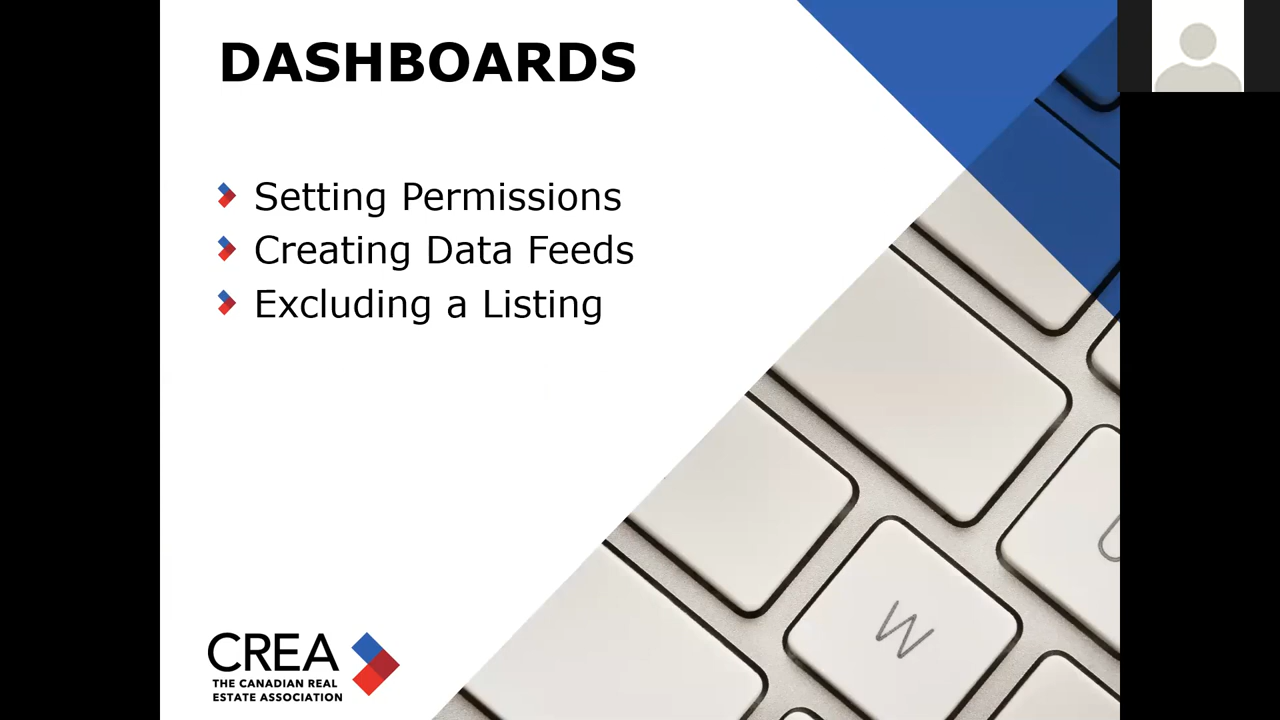 DASHBOARDS
Setting Permissions
Creating Data Feeds
Excluding a Listing
W
CREA
THE CANADIAN REAL
ESTATE ASSOCIATION